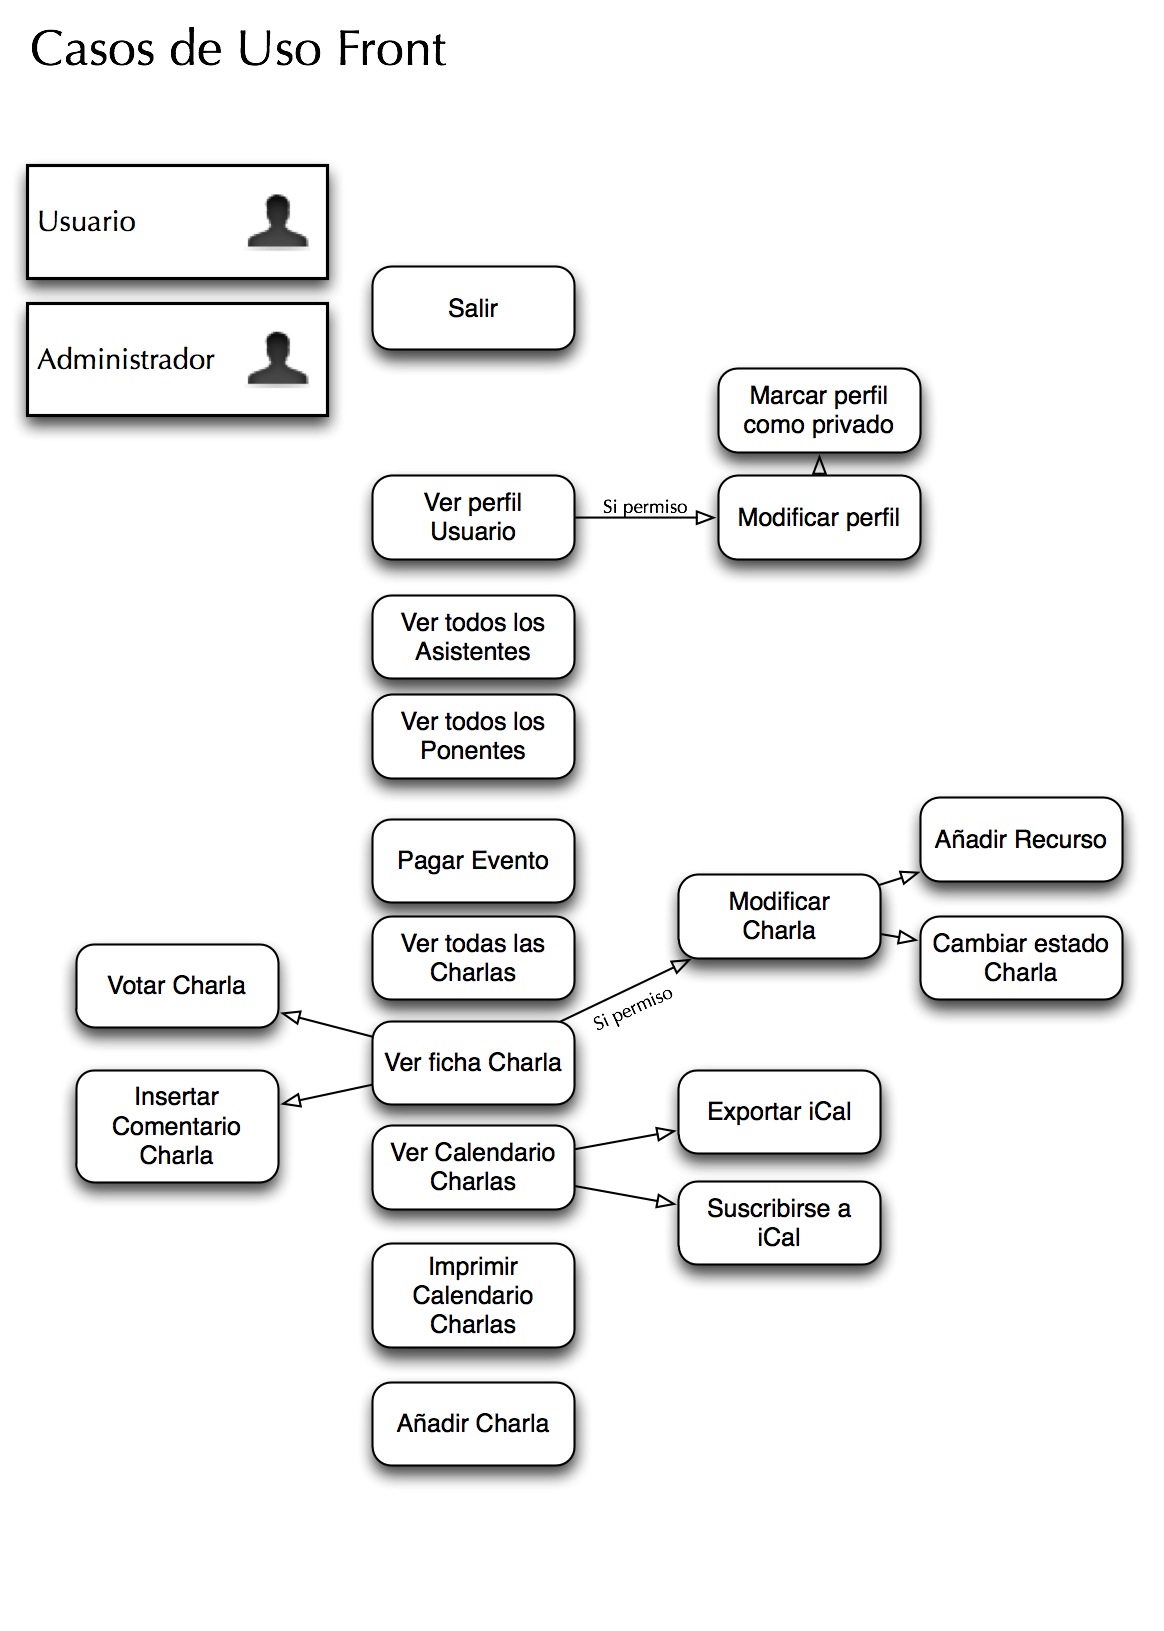 Casos de Uso Front
Usuario
Administrador
Salir
Marcar perfil
como privado
Ver perfil
Usuario
Si permiso
Modificar perfil
Ver todos los
Asistentes
Ver todos los
Ponentes
Pagar Evento
Añadir Recurso
Modificar
Charla
Ver todas las
Charlas
Cambiar estado
Charla
Votar Charla
Si permiso
Ver ficha Charla
Insertar
Comentario
Charla
Exportar iCal
Ver Calendario
Charlas
Suscribirse a
iCal
Imprimir
Calendario
Charlas
Añadir Charla